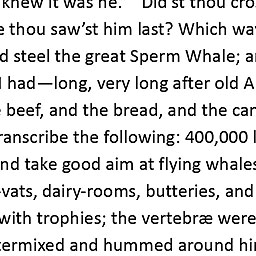 knew it was he." "Did'st thou cro
e thou saw'st him last? Which wa
d steel the great Sperm Whale; a
I had—long, very long after old A
beef, and the bread, and the ca
ranscribe the following: 400,000
nd take good aim at flying whales
-vats, dairy-rooms, butteries, and
with trophies; the vertebræ were
termixed and hummed around hi